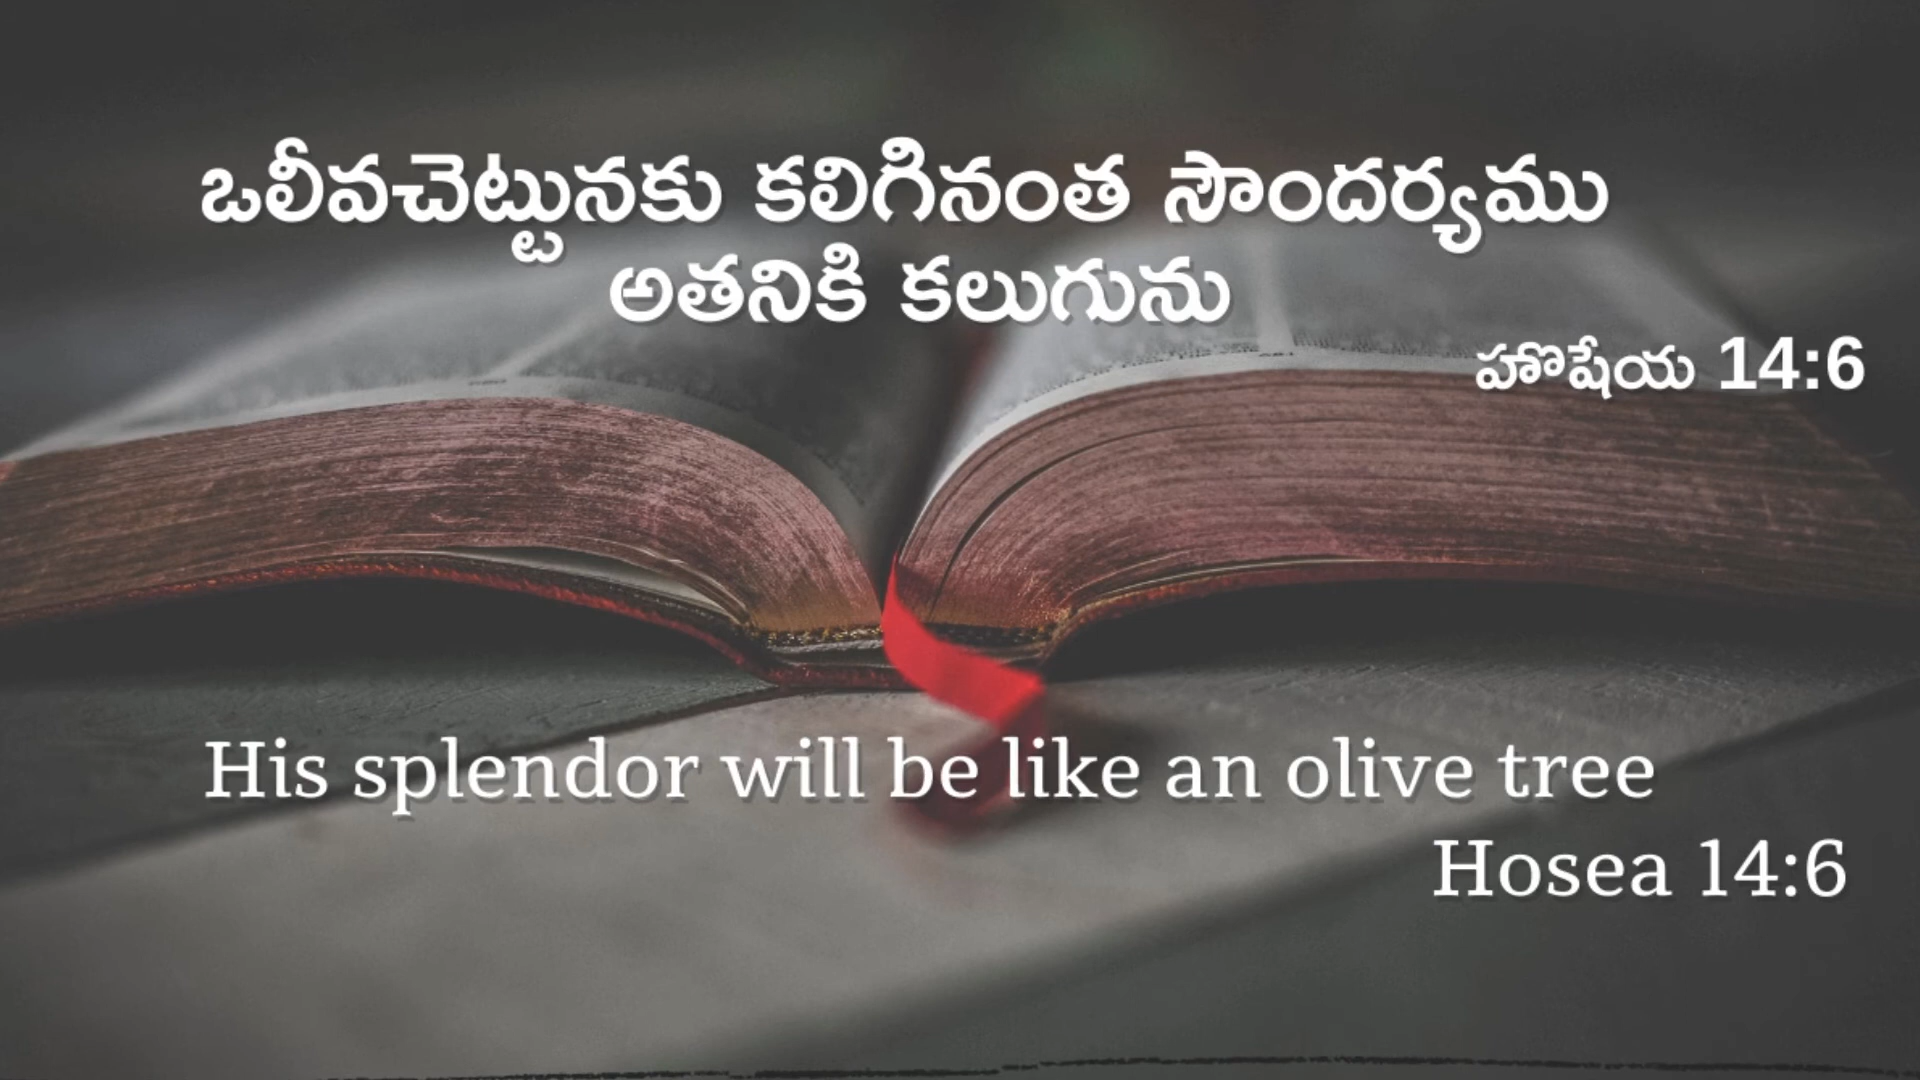 ఒలీవచెట్టునకు కలిగినంత సౌందర్యము
అతనికి కలుగును
హొషేయ 14:6
His splendor will be like an olive tree
Hosea 14:6